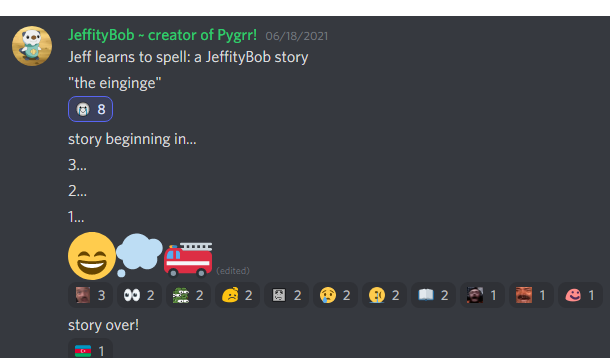 JeffityBob ~ creator of Pygrr! 06/18/2021
Jeff learns to spell: a JeffityBob story
"the einginge"
8
story beginning in...
3...
2...
1...
(edited)
3 2 2 2 2 2 2 2 1 1 1
story over!
1